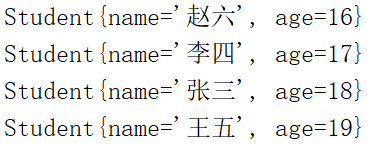 Student{name='赵六', age=16}
Student{name='李四', age=17}
Student{name='张三', age=18}
Student{name='王五', age=19}